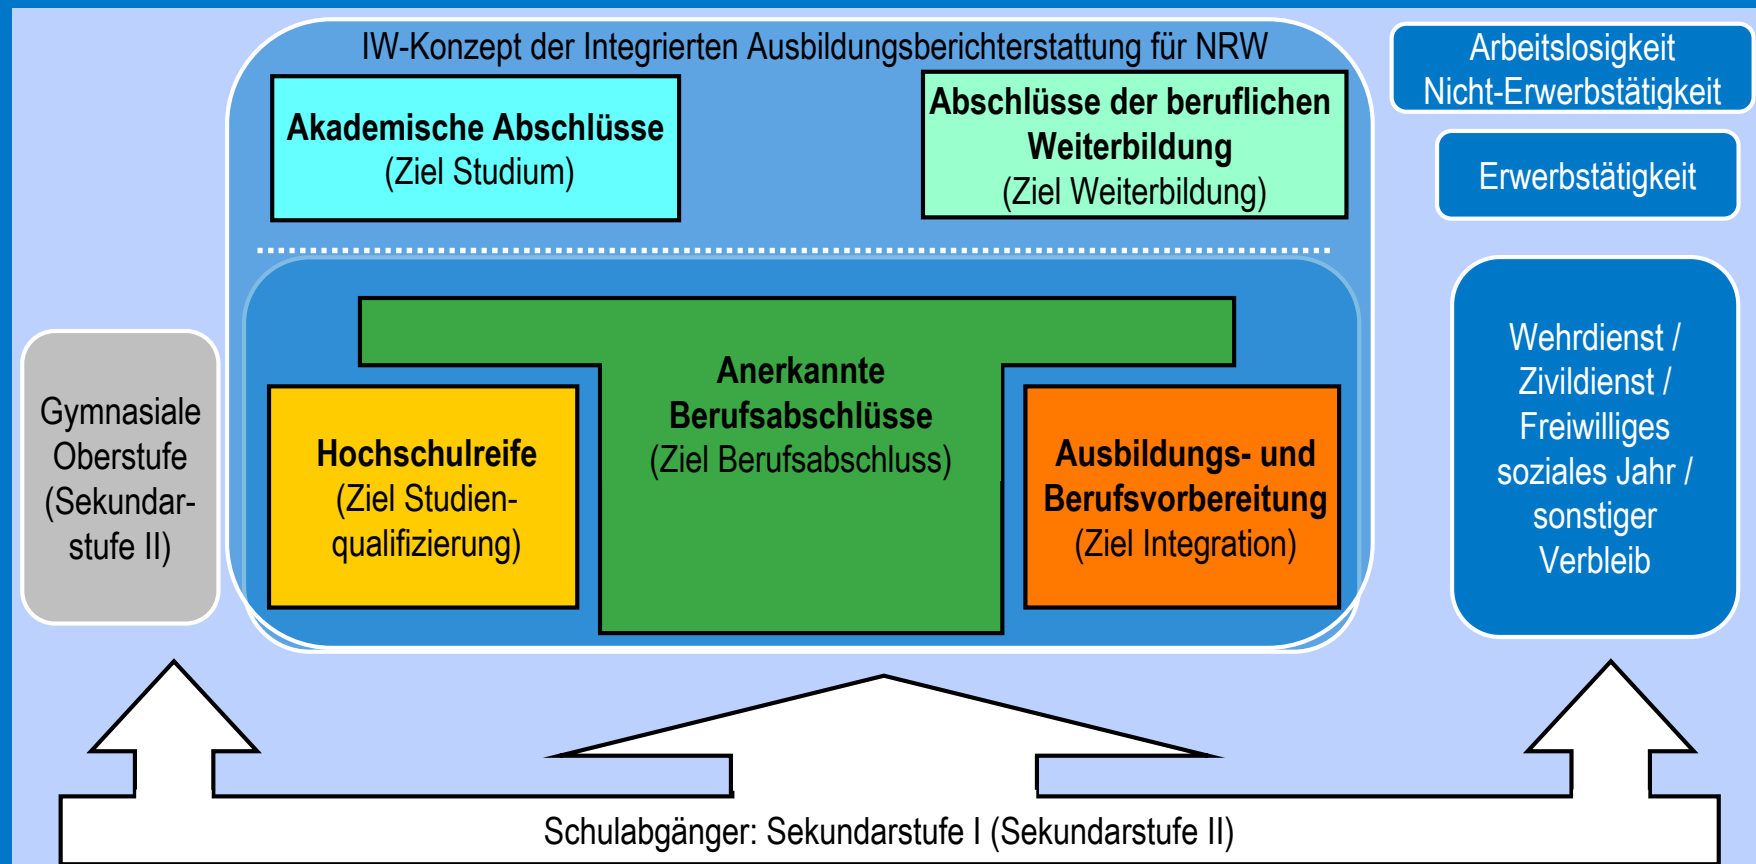 IW-Konzept der Integrierten Ausbildungsberichterstattung für NRW
Akademische Abschlüsse
(Ziel Studium)
Abschlüsse der beruflichen
Weiterbildung
(Ziel Weiterbildung)
Arbeitslosigkeit
Nicht-Erwerbstätigkeit
Erwerbstätigkeit
Gymnasiale
Oberstufe
(Sekundar-
stufe II)
Hochschulreife
(Ziel Studien-
qualifizierung)
Anerkannte
Berufsabschlüsse
(Ziel Berufsabschluss)
Ausbildungs- und
Berufsvorbereitung
(Ziel Integration)
Wehrdienst /
Zivildienst /
Freiwilliges
soziales Jahr /
sonstiger
Verbleib
Schulabgänger: Sekundarstufe I (Sekundarstufe II)